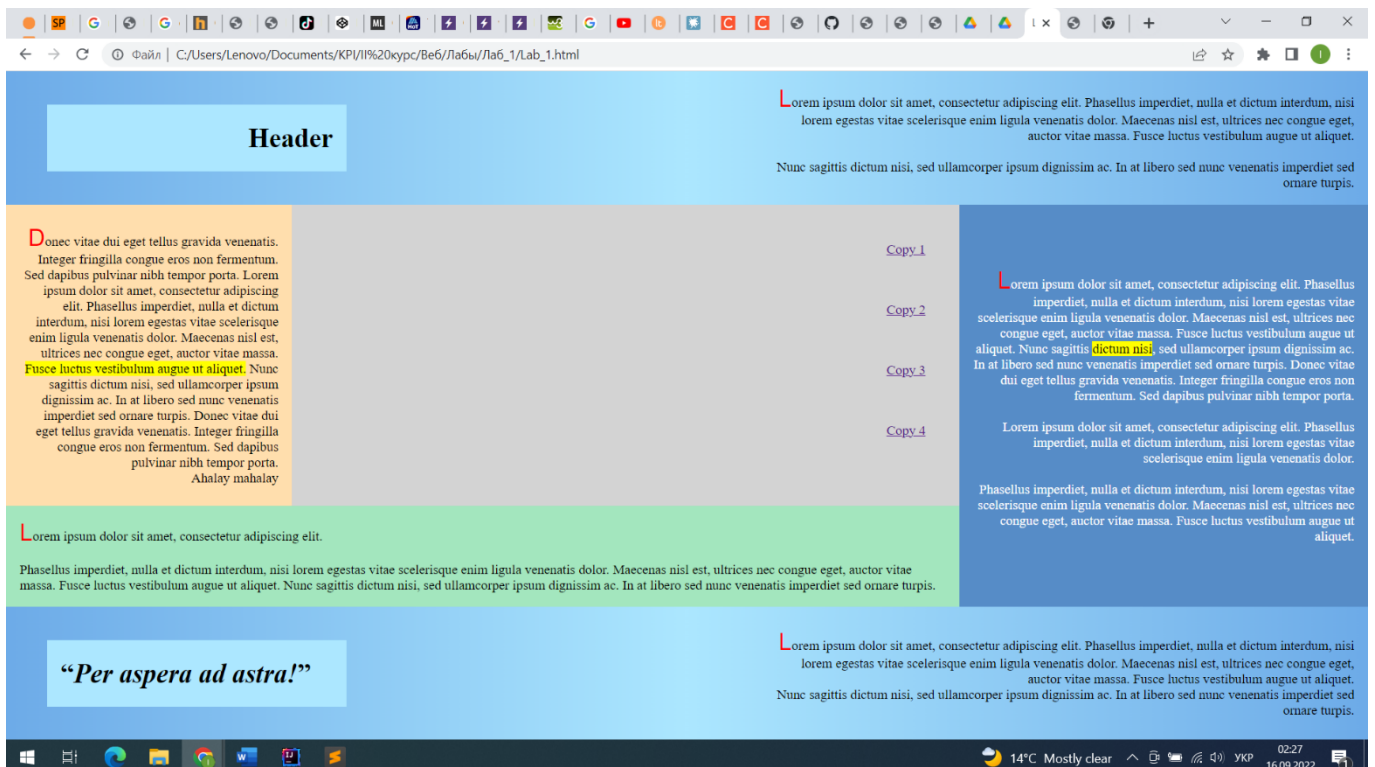 SP
ML
Файл | C:/Users/Lenovo/Documents/KPI/II%20курс/Веб/Лабы/Лаб_1/Lab_1.html
I
Header
Lorem ipsum dolor sit amet, consectetur adipiscing elit. Phasellus imperdiet, nulla et dictum interdum, nisi
lorem egestas vitae scelerisque enim ligula venenatis dolor. Maecenas nisl est, ultrices nec congue eget,
auctor vitae massa. Fusce luctus vestibulum augue ut aliquet.
Nunc sagittis dictum nisi, sed ullamcorper ipsum dignissim ac. In at libero sed nunc venenatis imperdiet sed
ornare turpis.
Donec vitae dui eget tellus gravida venenatis.
Integer fringilla congue eros non fermentum.
Sed dapibus pulvinar nibh tempor porta. Lorem
ipsum dolor sit amet, consectetur adipiscing
elit. Phasellus imperdiet, nulla et dictum
interdum, nisi lorem egestas vitae scelerisque
enim ligula venenatis dolor. Maecenas nisl est,
ultrices nec congue eget, auctor vitae massa.
Fusce luctus vestibulum augue ut aliquet. Nunc
sagittis dictum nisi, sed ullamcorper ipsum
dignissim ac. In at libero sed nunc venenatis
imperdiet sed ornare turpis. Donec vitae dui
eget tellus gravida venenatis. Integer fringilla
congue eros non fermentum. Sed dapibus
pulvinar nibh tempor porta.
Ahalay mahalay
Copy 1
Copy 2
Copy 3
Copy 4
Lorem ipsum dolor sit amet, consectetur adipiscing elit. Phasellus
imperdiet, nulla et dictum interdum, nisi lorem egestas vitae
scelerisque enim ligula venenatis dolor. Maecenas nisl est, ultrices nec
congue eget, auctor vitae massa. Fusce luctus vestibulum augue ut
aliquet. Nunc sagittis dictum nisi, sed ullamcorper ipsum dignissim ac.
In at libero sed nunc venenatis imperdiet sed ornare turpis. Donec vitae
dui eget tellus gravida venenatis. Integer fringilla congue eros non
fermentum. Sed dapibus pulvinar nibh tempor porta.
Lorem ipsum dolor sit amet, consectetur adipiscing elit. Phasellus
imperdiet, nulla et dictum interdum, nisi lorem egestas vitae
scelerisque enim ligula venenatis dolor.
Phasellus imperdiet, nulla et dictum interdum, nisi lorem egestas vitae
scelerisque enim ligula venenatis dolor. Maecenas nisl est, ultrices nec
congue eget, auctor vitae massa. Fusce luctus vestibulum augue ut
aliquet.
Lorem ipsum dolor sit amet, consectetur adipiscing elit.
Phasellus imperdiet, nulla et dictum interdum, nisi lorem egestas vitae scelerisque enim ligula venenatis dolor. Maecenas nisl est, ultrices nec congue eget, auctor vitae
massa. Fusce luctus vestibulum augue ut aliquet. Nunc sagittis dictum nisi, sed ullamcorper ipsum dignissim ac. In at libero sed nunc venenatis imperdiet sed ornare turpis.
“Per aspera ad astra!”
Lorem ipsum dolor sit amet, consectetur adipiscing elit. Phasellus imperdiet, nulla et dictum interdum, nisi
lorem egestas vitae scelerisque enim ligula venenatis dolor. Maecenas nisl est, ultrices nec congue eget,
auctor vitae massa. Fusce luctus vestibulum augue ut aliquet.
Nunc sagittis dictum nisi, sed ullamcorper ipsum dignissim ac. In at libero sed nunc venenatis imperdiet sed
ornare turpis.
14°C Mostly clear
УКР
02:27
16.09.2022